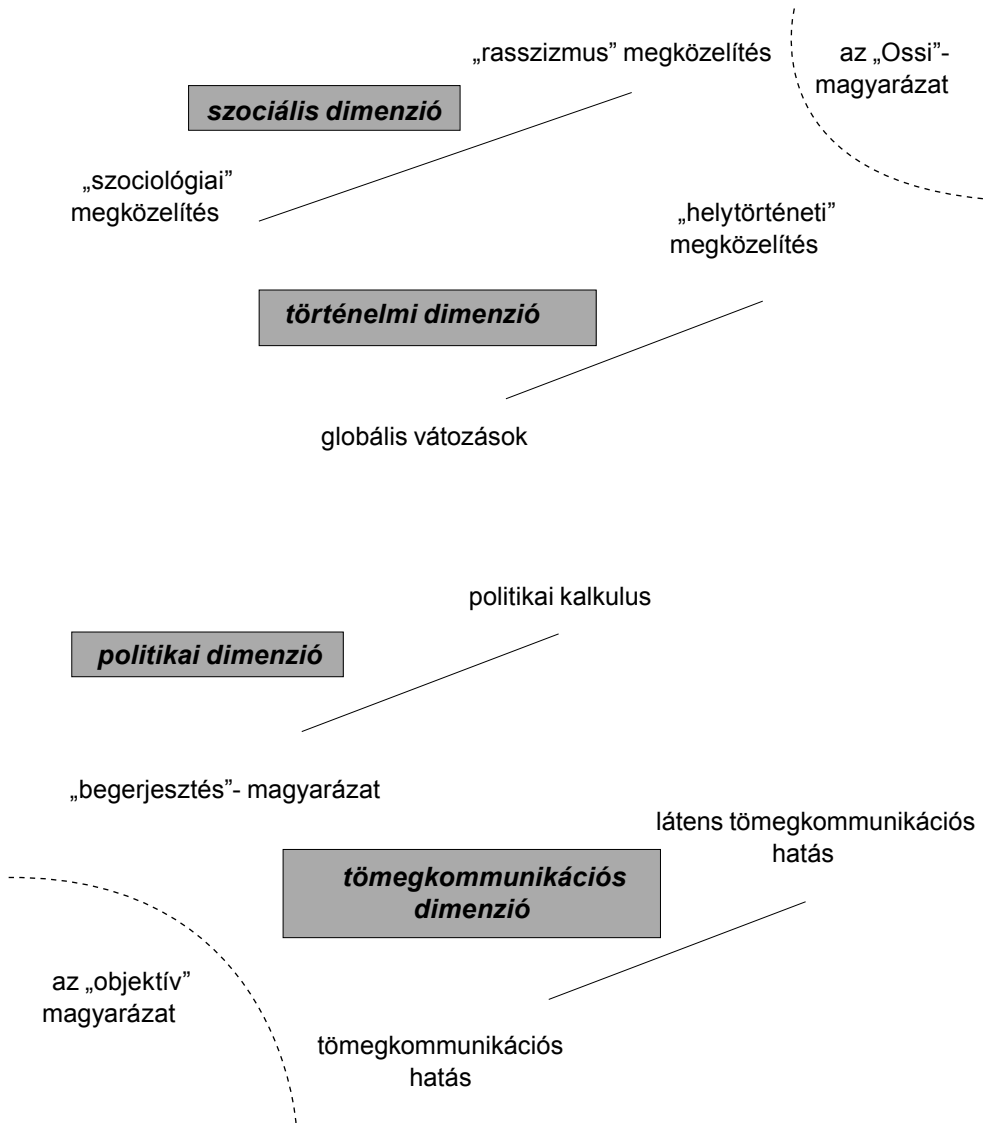 „rasszizmus” megközelítés
az „Ossi”-
magyarázat
szociális dimenzió
„szociológiai”
megközelítés
„helytörténeti”
megközelítés
történelmi dimenzió
globális vátozások
politikai kalkulus
politikai dimenzió
„begerjesztés”- magyarázat
látens tömegkommunikációs
hatás
tömegkommunikációs
dimenzió
az „objektív”
magyarázat
tömegkommunikációs
hatás